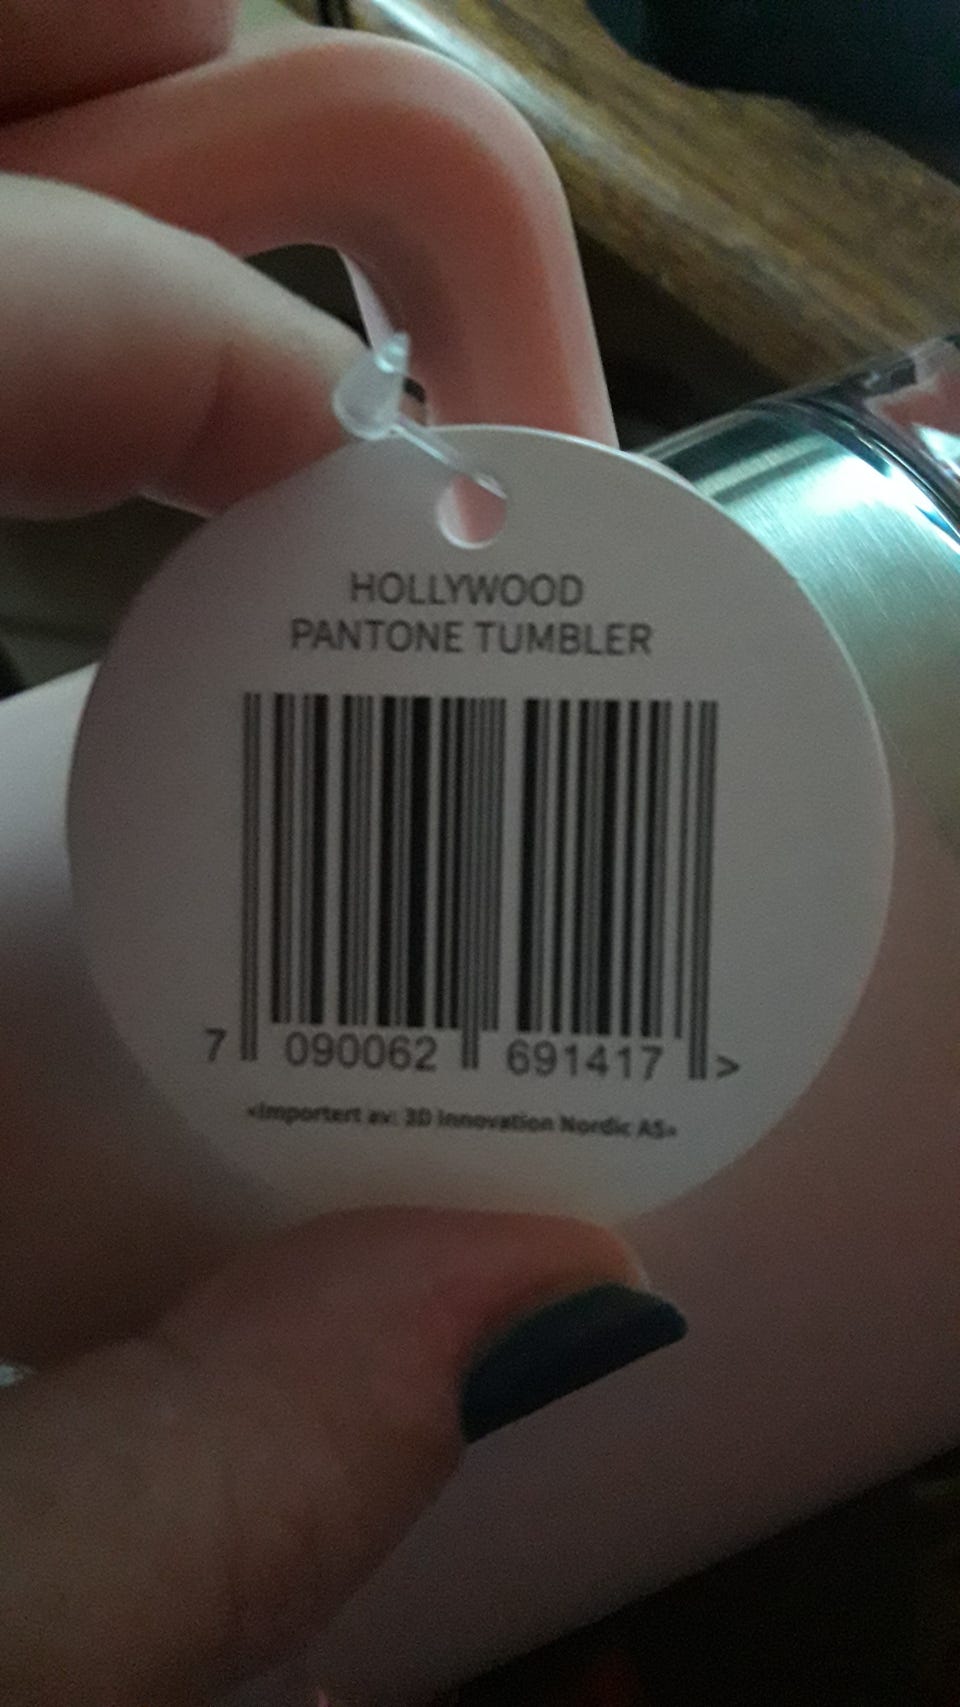 HOLLYWOOD
PANTONE TUMBLER
7 090062 691417 >
«Importert av: 3D Innovation Nordic AS»